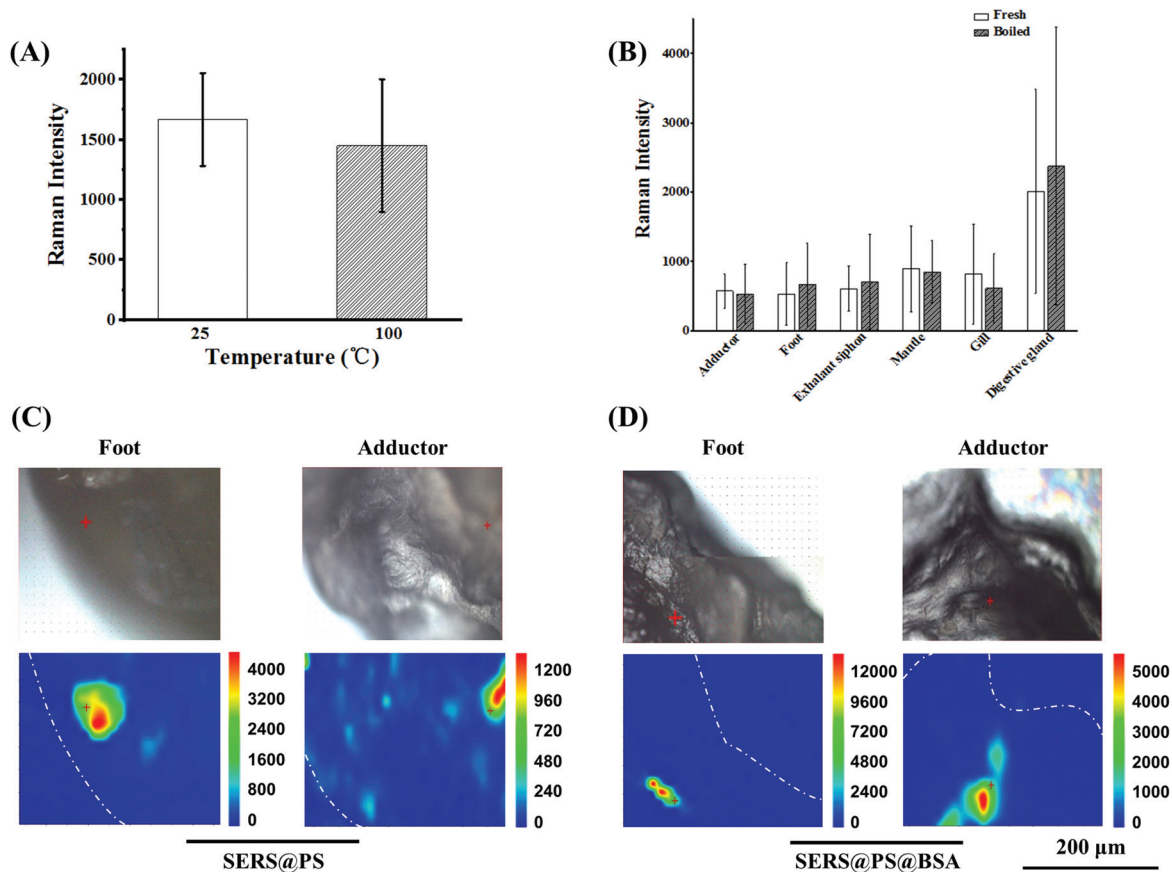 (A)
Raman Intensity
2000
1500
1000
500
0
25
100
Temperature (℃)
(B)
Fresh
Boiled
Raman Intensity
4000
3000
2000
1000
0
Adductor
Foot
Exhalant siphon
Mantle
Gill
Digestive gland
(C)
Foot
Adductor
4000
3200
2400
1600
800
0
1200
960
720
480
240
0
SERS@PS
(D)
Foot
Adductor
12000
9600
7200
4800
2400
0
5000
4000
3000
2000
1000
0
SERS@PS@BSA
200 μm